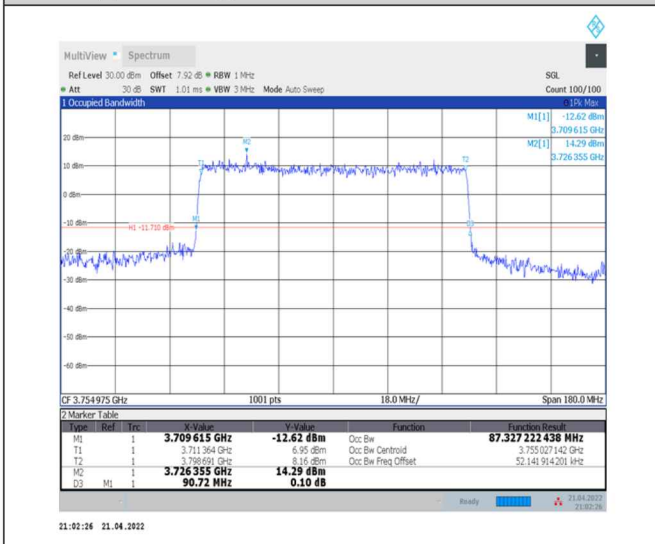 MultiView Spectrum
Ref Level 30.00 dBm Offset 7.92 dB RBW 1 MHz SGL
Att 30 dB SWT 1.01 ms VBW 3 MHz Mode Auto Sweep Count 100/100
1 Occupied Bandwidth 1Pk Max
M1[1] -12.62 dBm
3.709 615 GHz
M2[1] 14.29 dBm
3.726 355 GHz
20 dBm
M2
T1
T2
10 dBm
0 dBm
-10 dBm
M1
D3
H1 -11.710 dBm
-20 dBm
-30 dBm
-40 dBm
-50 dBm
-60 dBm
CF 3.754 975 GHz 1001 pts 18.0 MHz/ Span 180.0 MHz
2 Marker Table
Type Ref Trc X-Value Y-Value Function Function Result
M1 1 3.709 615 GHz -12.62 dBm Occ Bw 87.327 222 438 MHz
T1 1 3.711 364 GHz 6.95 dBm Occ Bw Centroid 3.755 027 142 GHz
T2 1 3.798 691 GHz 8.16 dBm Occ Bw Freq Offset 52.141 914 201 kHz
M2 1 3.726 355 GHz 14.29 dBm
D3 M1 1 90.72 MHz 0.10 dB
Ready 21.04.2022
21:02:26
21:02:26 21.04.2022